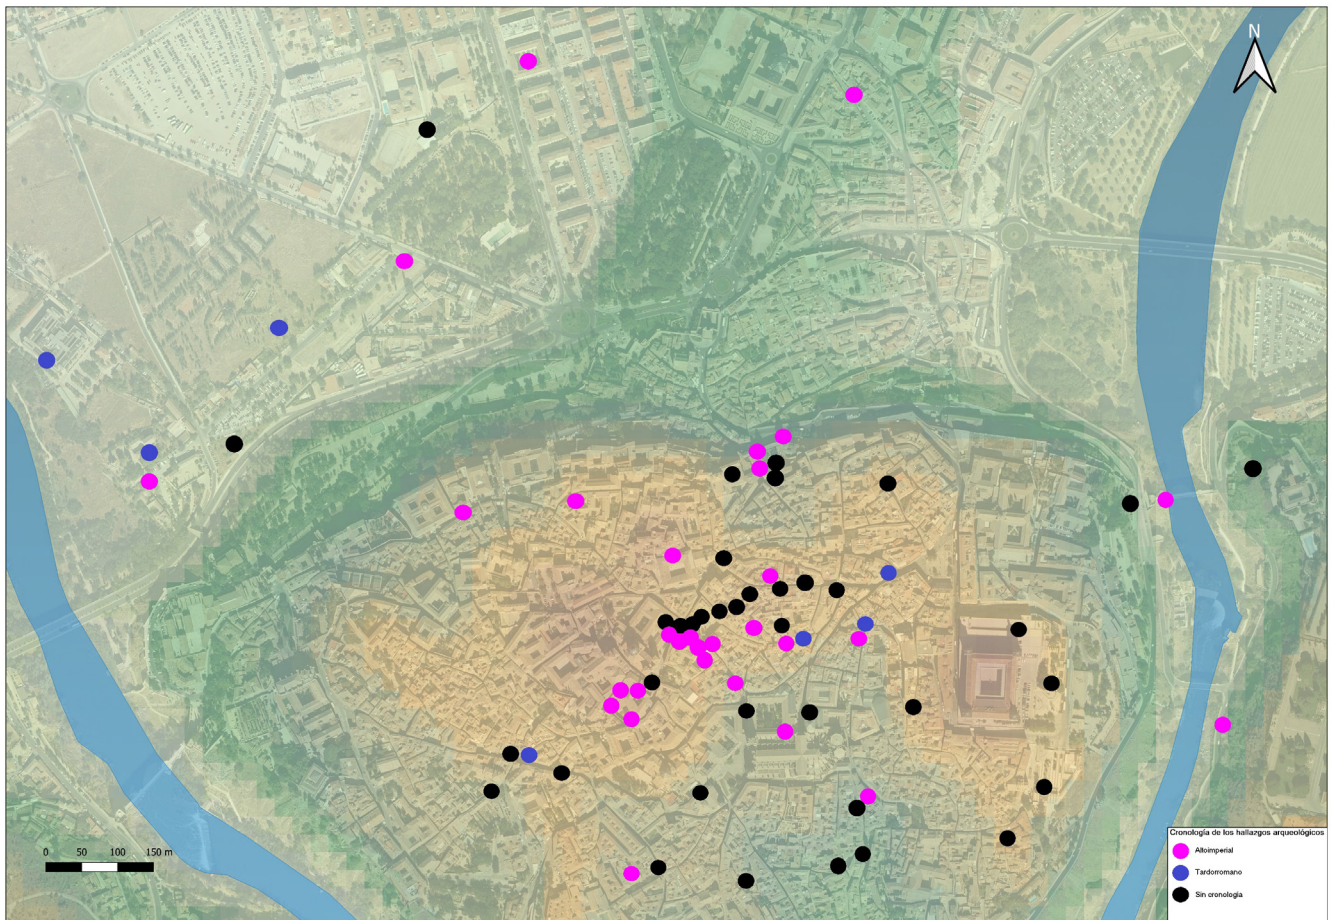 N
0 50 100 150 m
Cronología de los hallazgos arqueológicos
Altoimperial
Tardorromano
Sin cronología